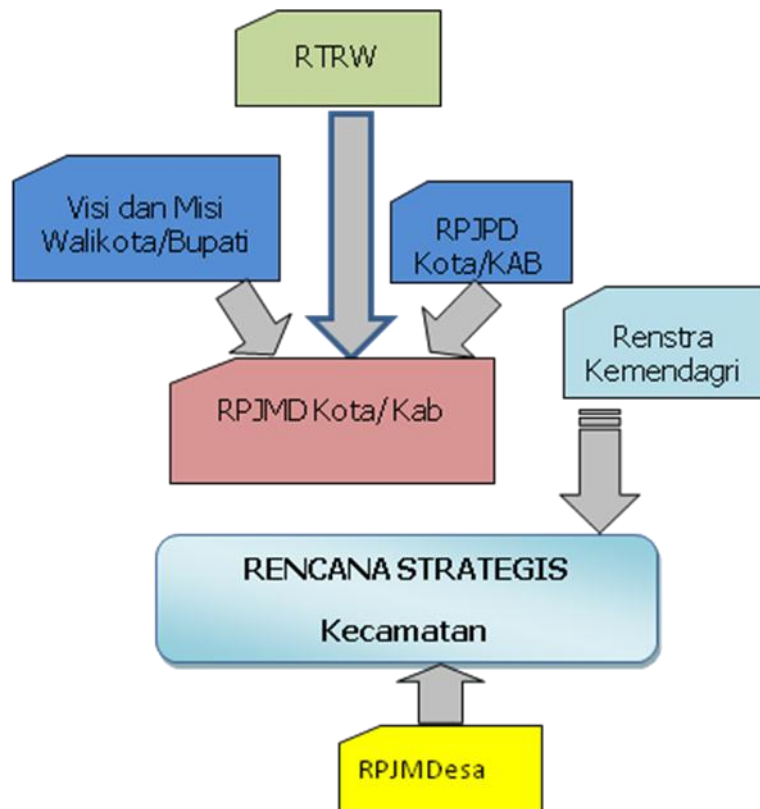 RTRW
Visi dan Misi
Walikota/Bupati
RPJPD
Kota/KAB
Renstra
Kemendagri
RPJMD Kota/ Kab
RENCANA STRATEGIS
Kecamatan
RPJMDesa